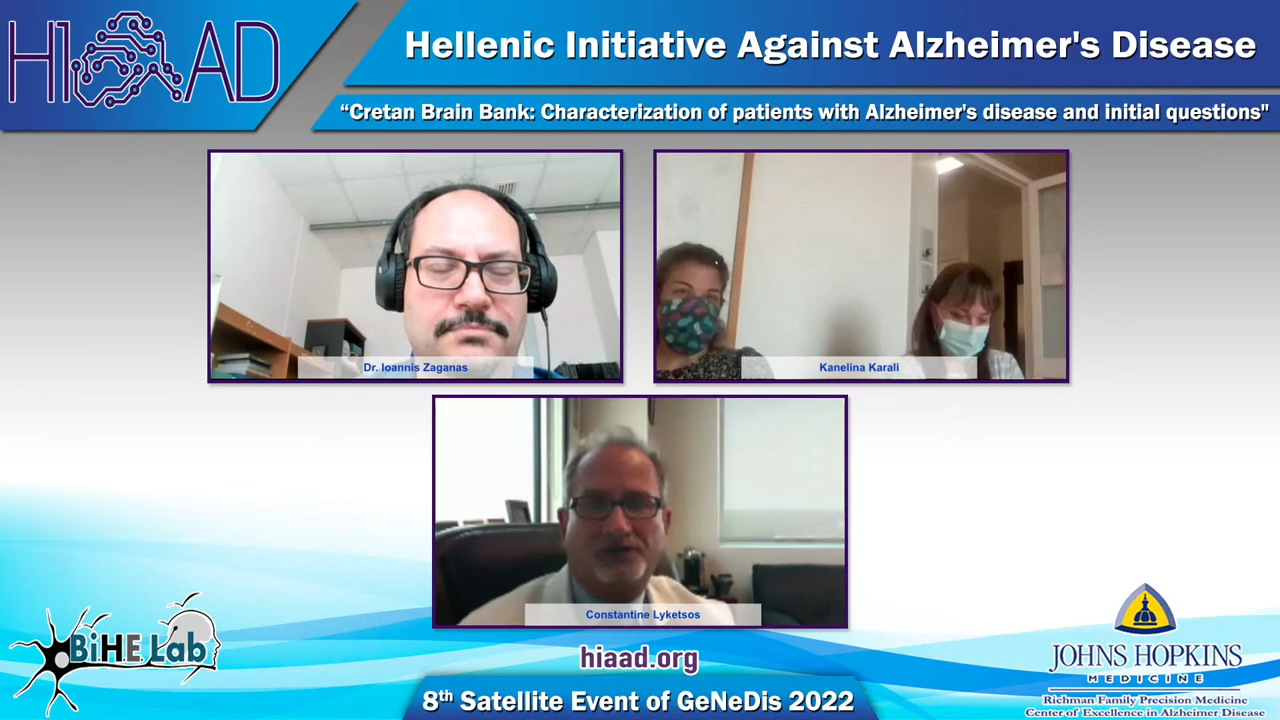 HIAAD
Hellenic Initiative Against Alzheimer's Disease
“Cretan Brain Bank: Characterization of patients with Alzheimer's disease and initial questions"
Dr. Ioannis Zaganas
Kanelina Karali
Constantine Lyketsos
BiHE Lab
hiaad.org
8th Satellite Event of GeNeDis 2022
JOHNS HOPKINS
MEDICINE
Richman Family Precision Medicine
Center of Excellence in Alzheimer Disease